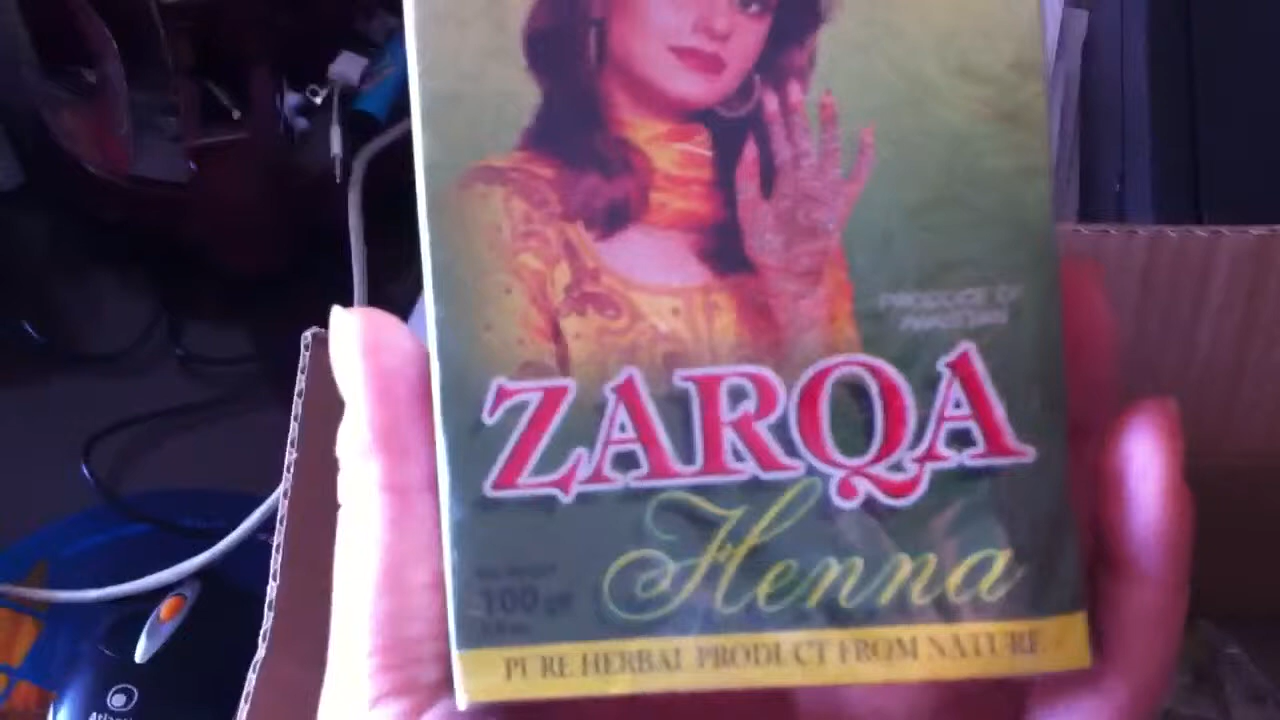 PRODUCE OF
PAKISTAN
ZARQA
Henna
100 gr
PURE HERBAL PRODUCT FROM NATURE